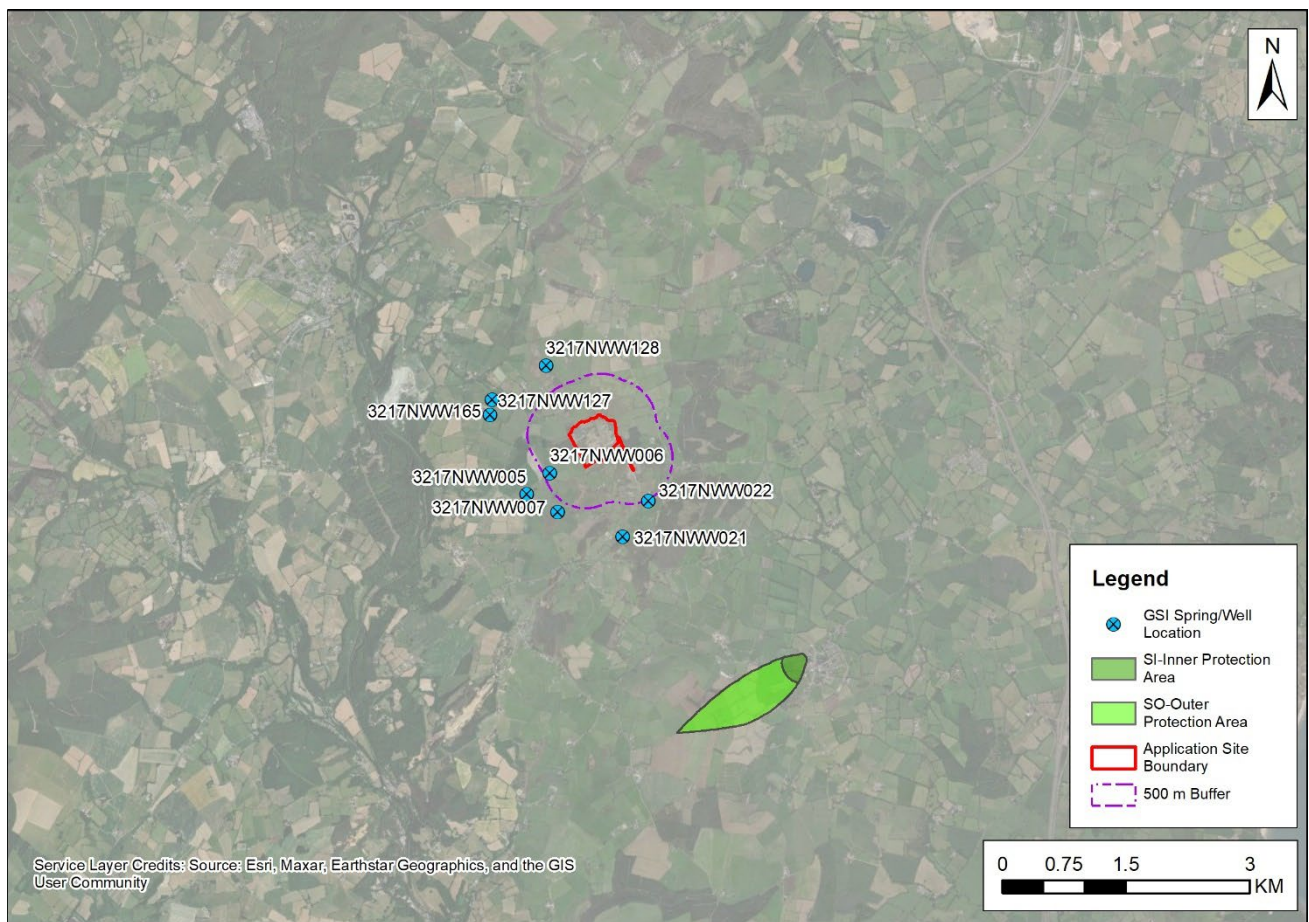 N
3217NWW128
3217NWW127
3217NWW165
3217NWW006
3217NWW005
3217NWW022
3217NWW007
3217NWW021
Legend
GSI Spring/Well
Location
SI-Inner Protection
Area
SO-Outer
Protection Area
Application Site
Boundary
500 m Buffer
0 0.75 1.5 3
KM
Service Layer Credits: Source: Esri, Maxar, Earthstar Geographics, and the GIS
User Community